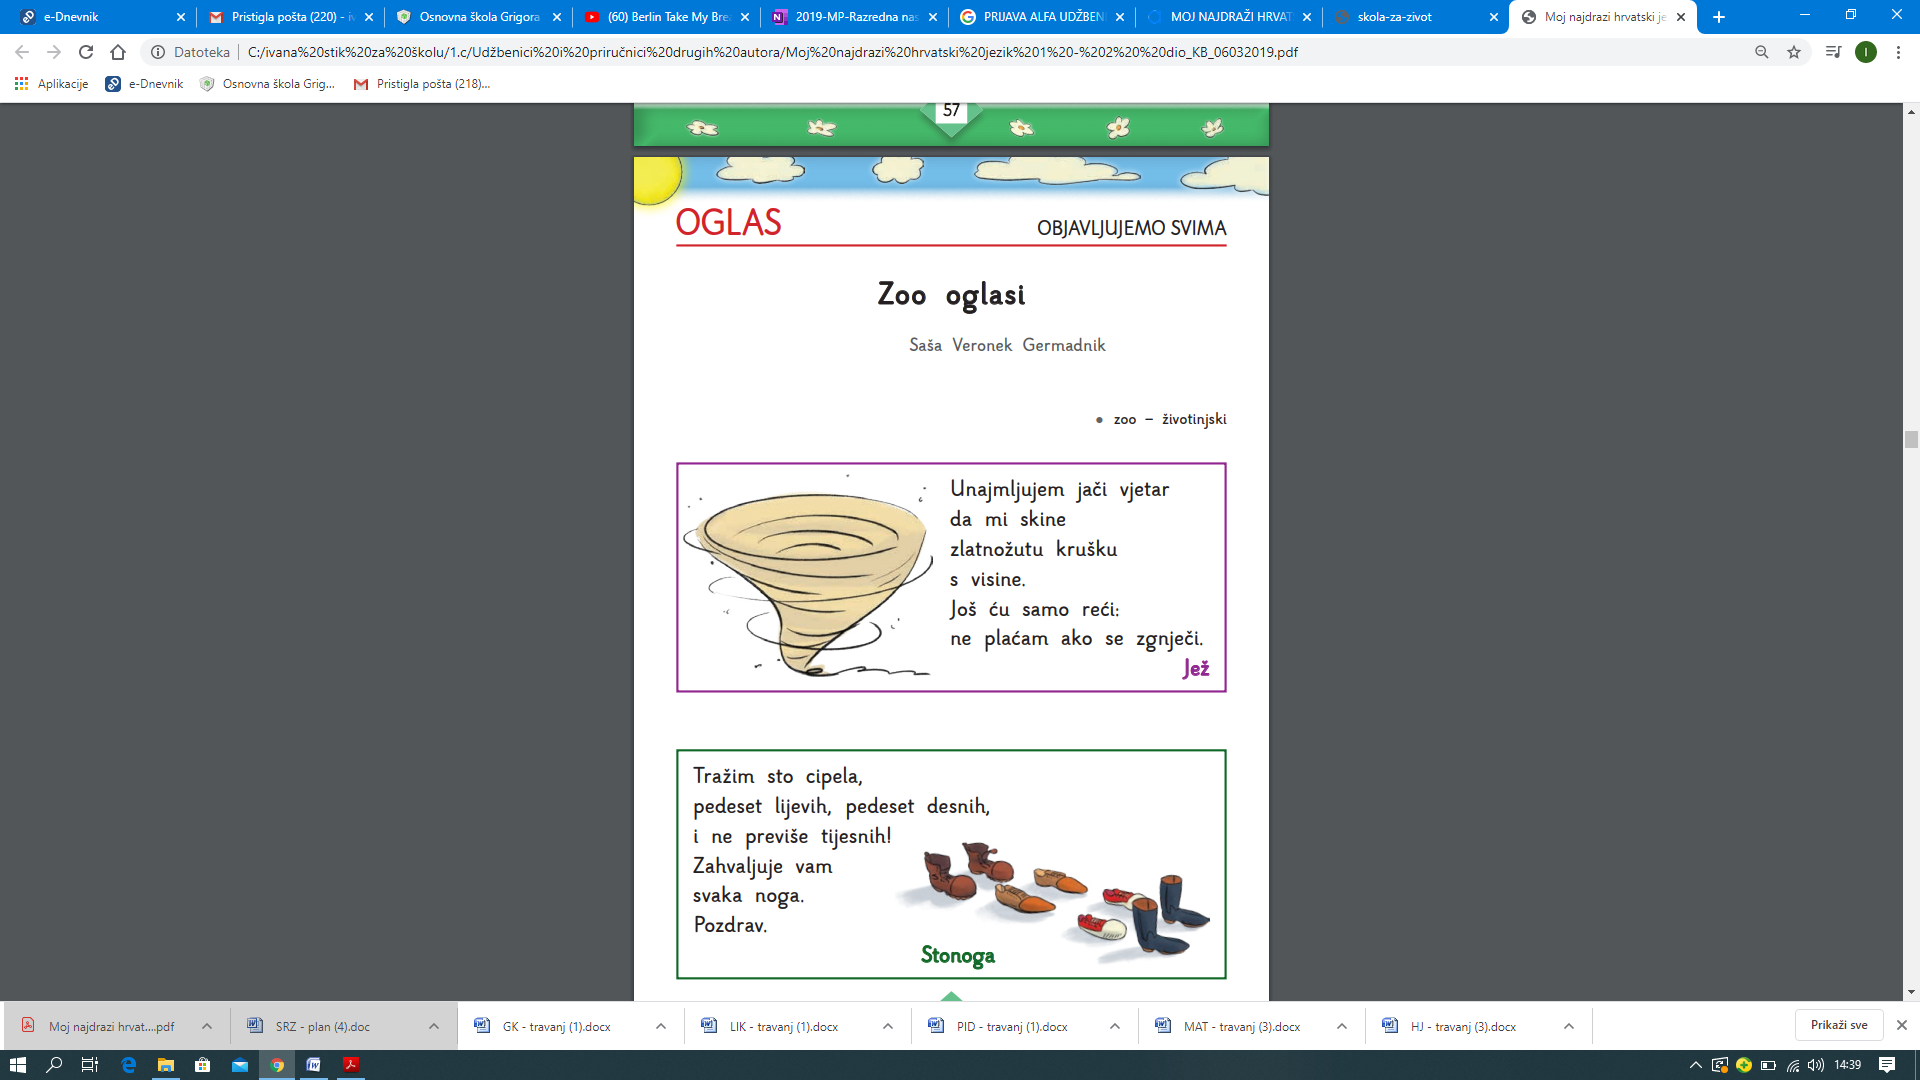 e-Dnevnik
Pristigla pošta (220) - iv
Osnovna škola Grigora
(60) Berlin Take My Brea
2019-MP-Razredna nas
PRIJAVA ALFA UDŽBENI
MOJ NAJDRAŽI HRVAT
skola-za-zivot
Moj najdrazi hrvatski je
Datoteka
C:/ivana%20stik%20za%20školu/1.c/Udžbenici%20i%20priručnici%20drugih%20autora/Moj%20najdrazi%20hrvatski%20jezik%201%20-%202%20%20dio_KB_06032019.pdf
I
Aplikacije
e-Dnevnik
Osnovna škola Grig...
Pristigla pošta (218)...
57
OGLAS
OBJAVLJUJEMO SVIMA
Zoo oglasi
Saša Veronek Germadnik
• zoo – životinjski
Unajmljujem jači vjetar
da mi skine
zlatnožutu krušku
s visine.
Još ću samo reći:
ne plaćam ako se zgnječi.
Jež
Tražim sto cipela,
pedeset lijevih, pedeset desnih,
i ne previše tijesnih!
Zahvaljuje vam
svaka noga.
Pozdrav.
Stonoga
Moj najdrazi hrvat....pdf
SRZ - plan (4).doc
GK - travanj (1).docx
LIK - travanj (1).docx
PID - travanj (1).docx
MAT - travanj (3).docx
HJ - travanj (3).docx
Prikaži sve
14:39